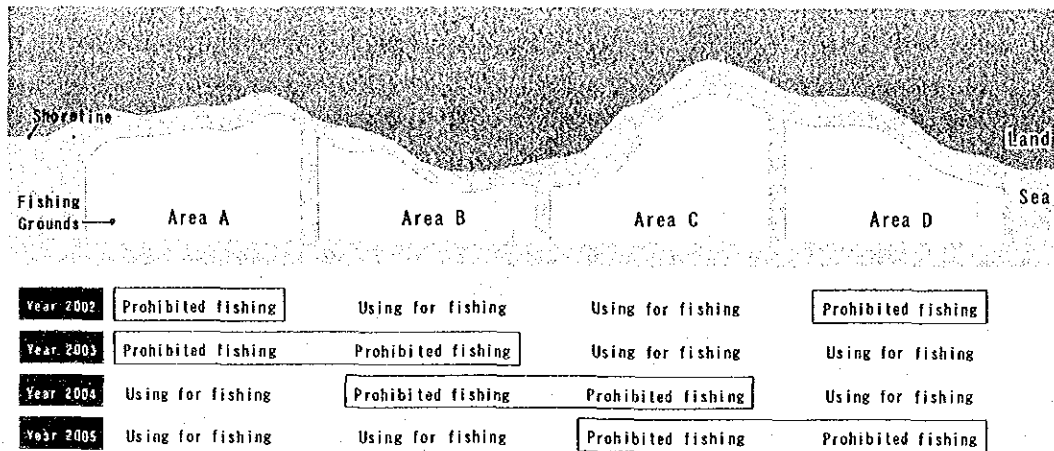 Shoreline
Land
Sea
Fishing
Grounds
Area A Area B Area C Area D
Year 2002 Prohibited fishing Using for fishing Using for fishing Prohibited fishing
Year 2003 Prohibited fishing Prohibited fishing Using for fishing Using for fishing
Year 2004 Using for fishing Prohibited fishing Prohibited fishing Using for fishing
Year 2005 Using for fishing Using for fishing Prohibited fishing Prohibited fishing